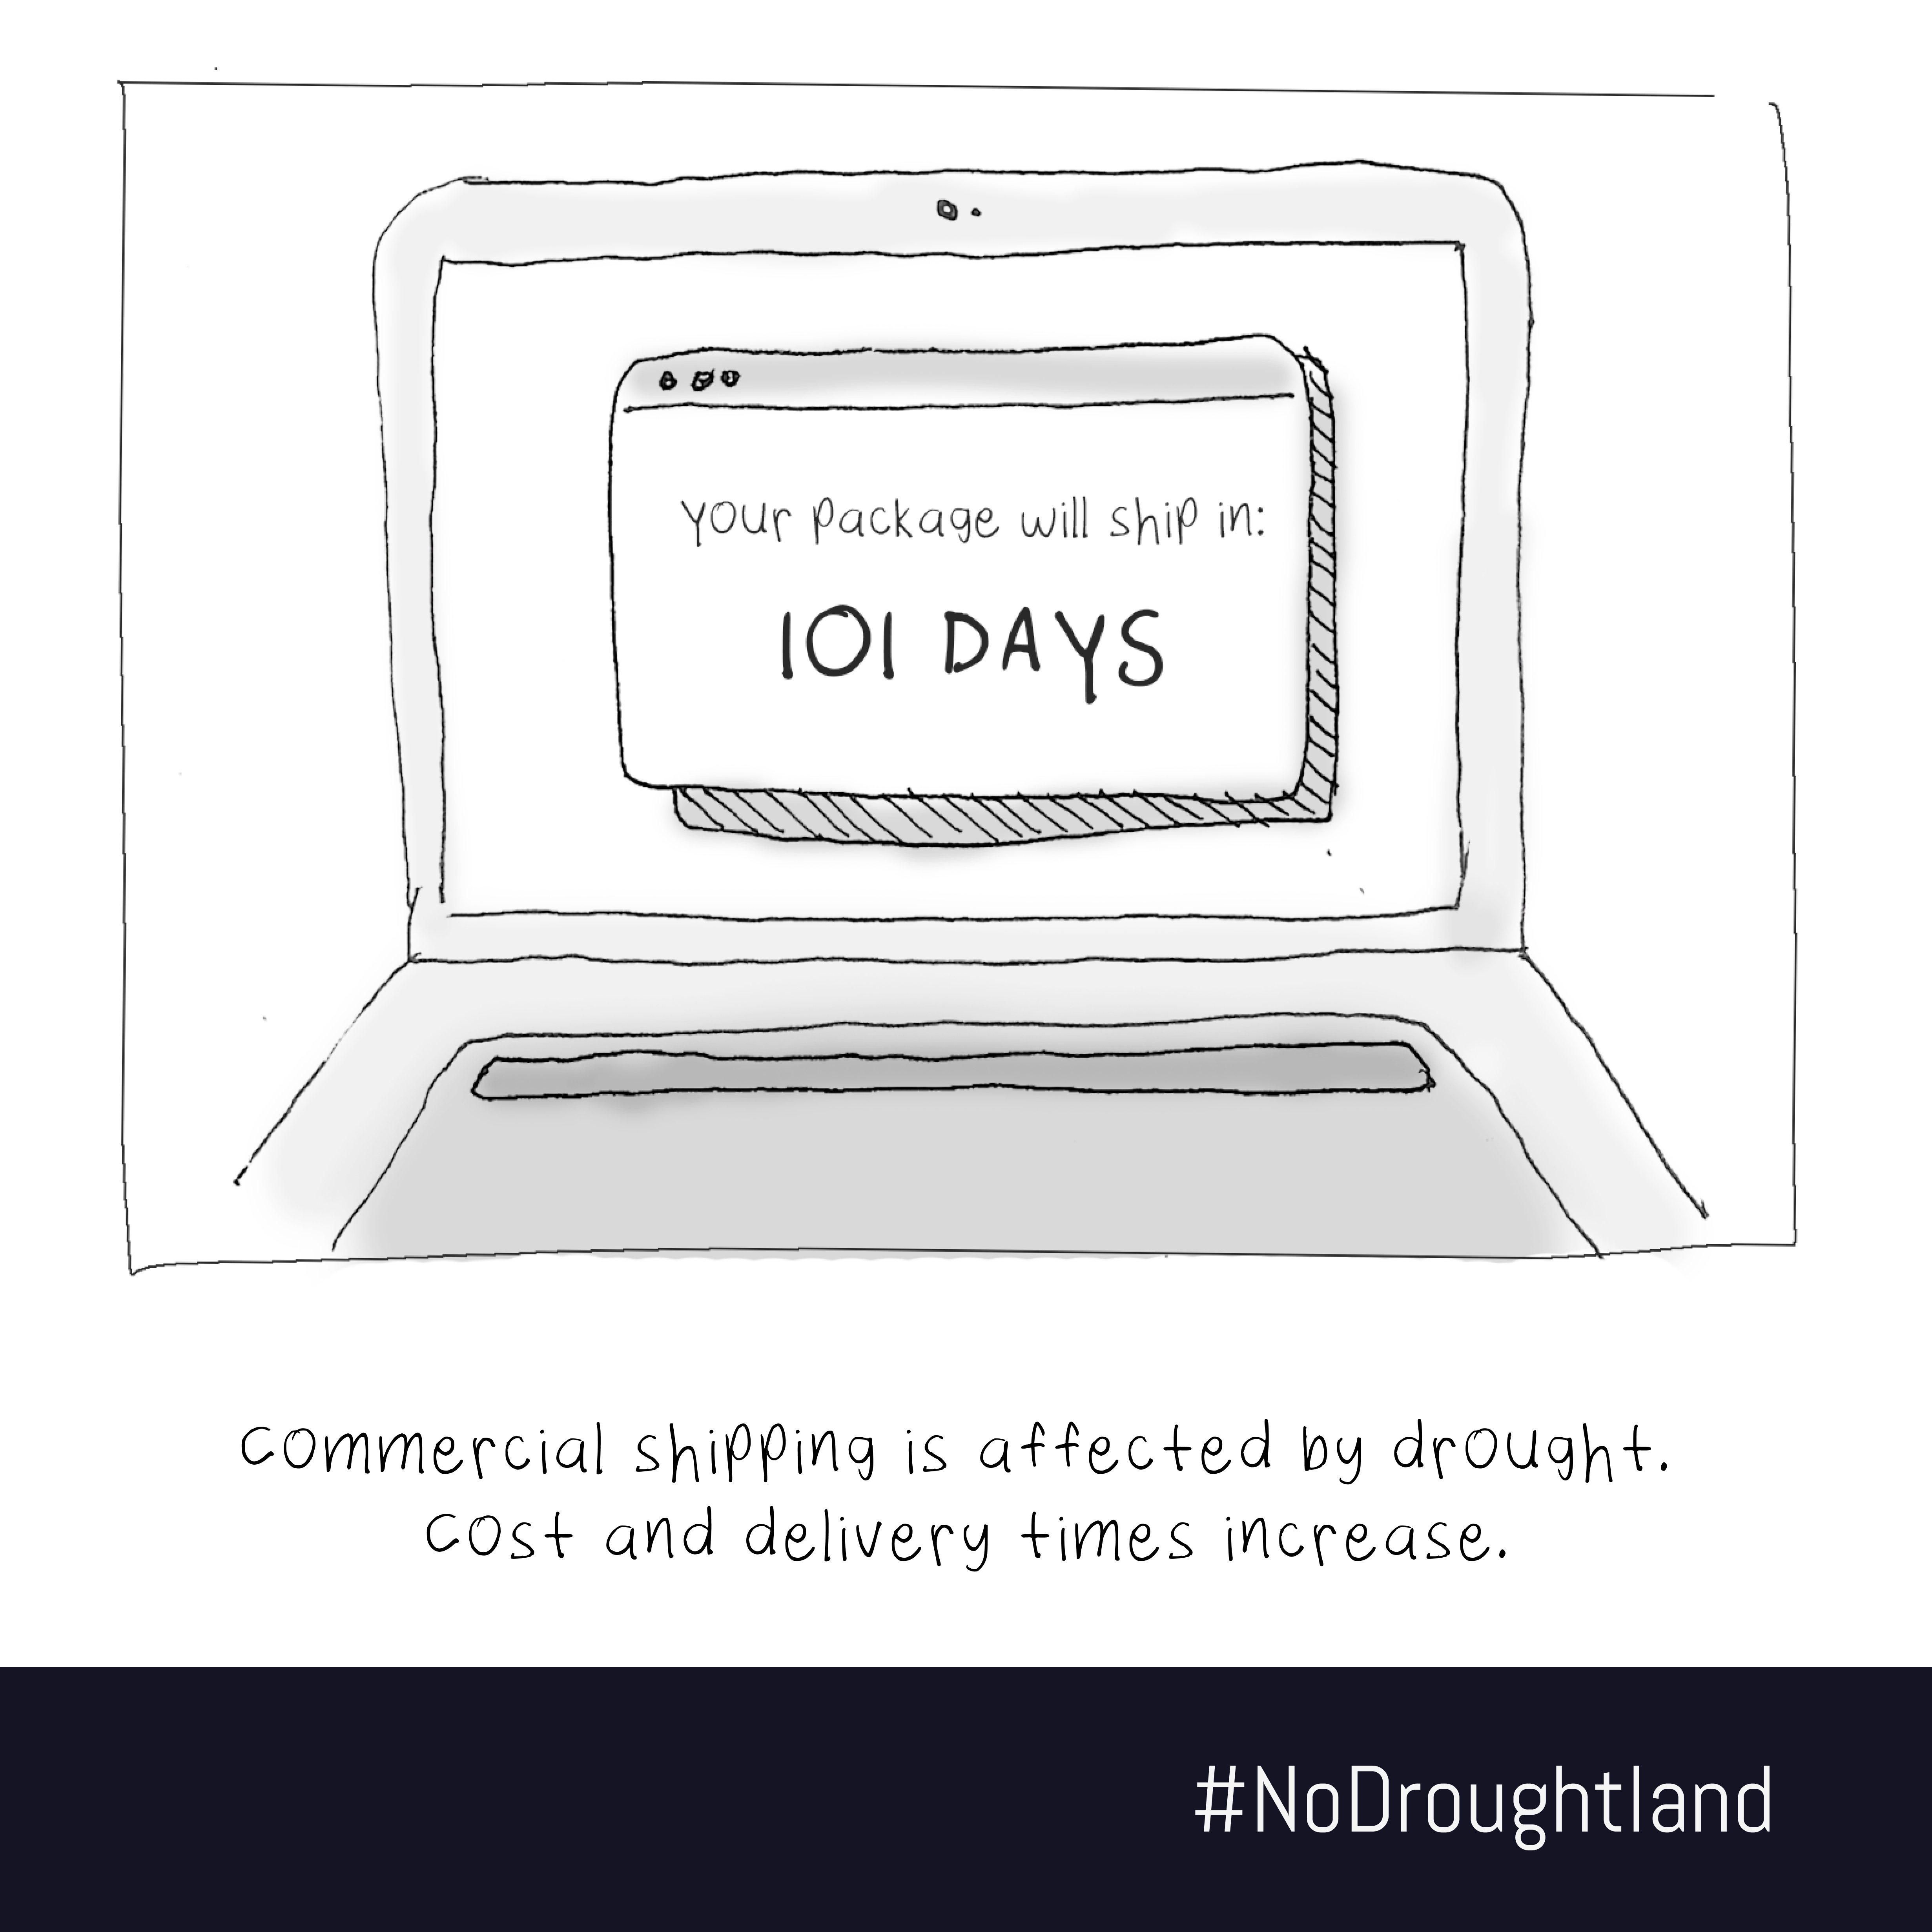 Your package will ship in:
101 DAYS
Commercial shipping is affected by drought.
Cost and delivery times increase.
#NoDroughtland